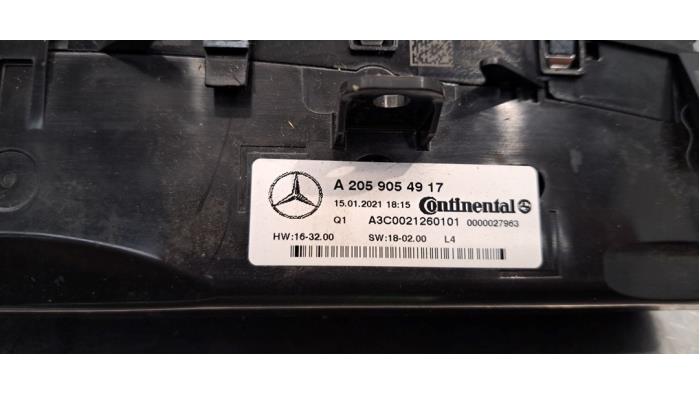 A 205 905 49 17
15.01.2021 18:15 Continental
Q1 A3C0021260101 0000027963
HW:16-32.00 SW:18-02.00 L4